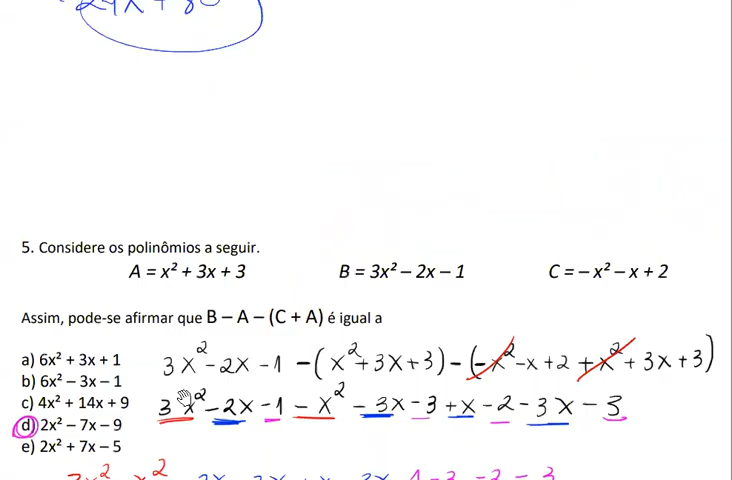 24x + 80
5. Considere os polinômios a seguir.
A = x² + 3x + 3 B = 3x² – 2x – 1 C = – x² – x + 2
Assim, pode-se afirmar que B – A – (C + A) é igual a
a) 6x² + 3x + 1
b) 6x² – 3x – 1
c) 4x² + 14x + 9
d) 2x² – 7x – 9
e) 2x² + 7x – 5
3x² - 2x - 1 - (x² + 3x + 3) - (-x² - x + 2 + x² + 3x + 3)
3x² - 2x - 1 - x² - 3x - 3 + x - 2 - 3x - 3